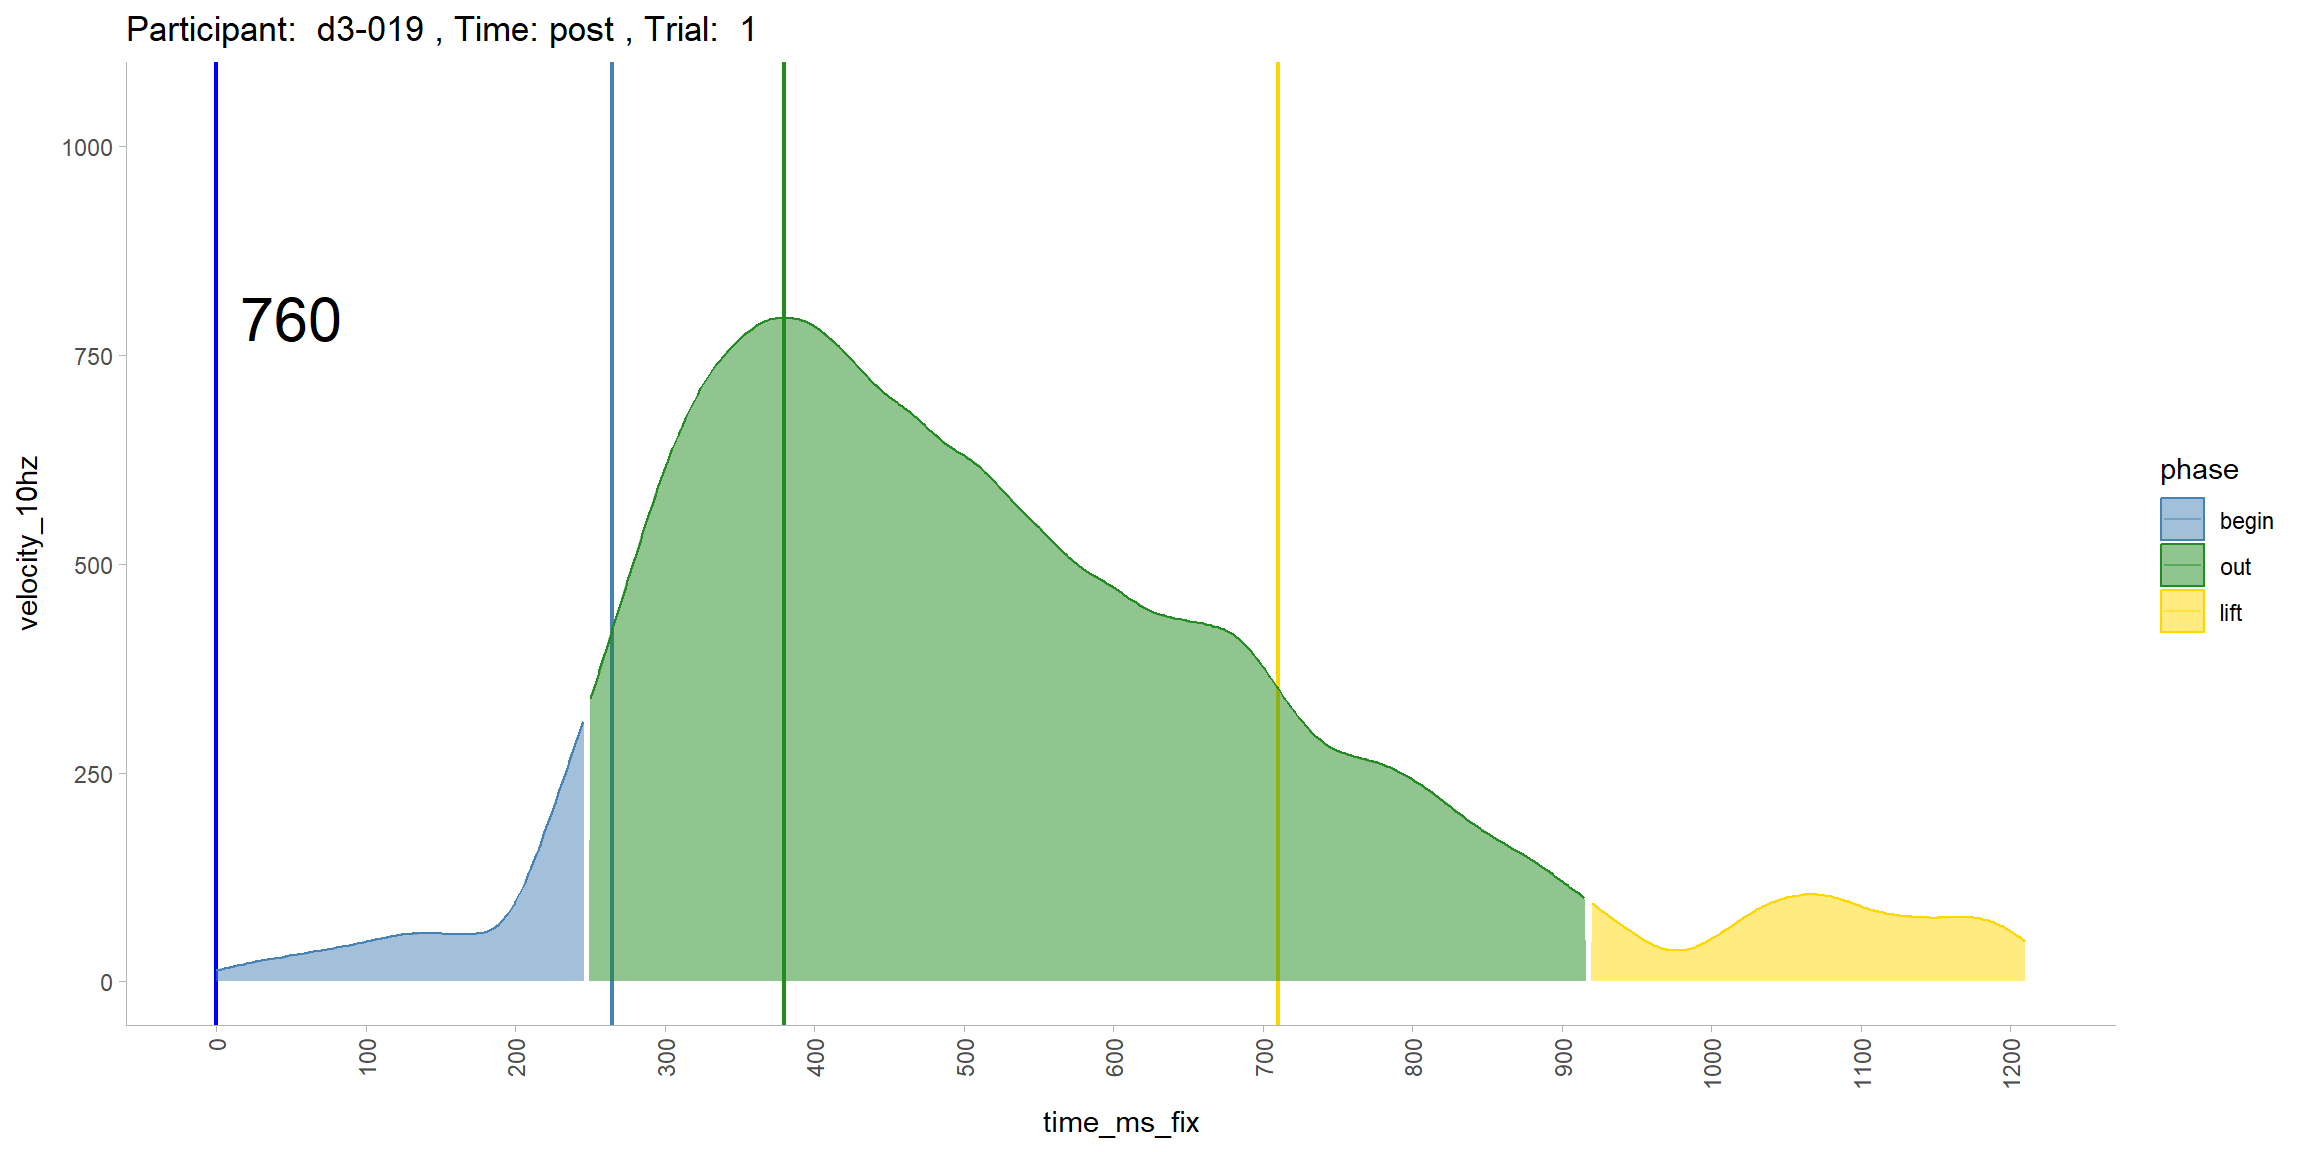 Participant:  d3-019 , Time: post , Trial:  1
1000
750
500
250
0
velocity_10hz
760
0
100
200
300
400
500
600
700
800
900
1000
1100
1200
time_ms_fix
phase
begin
out
lift